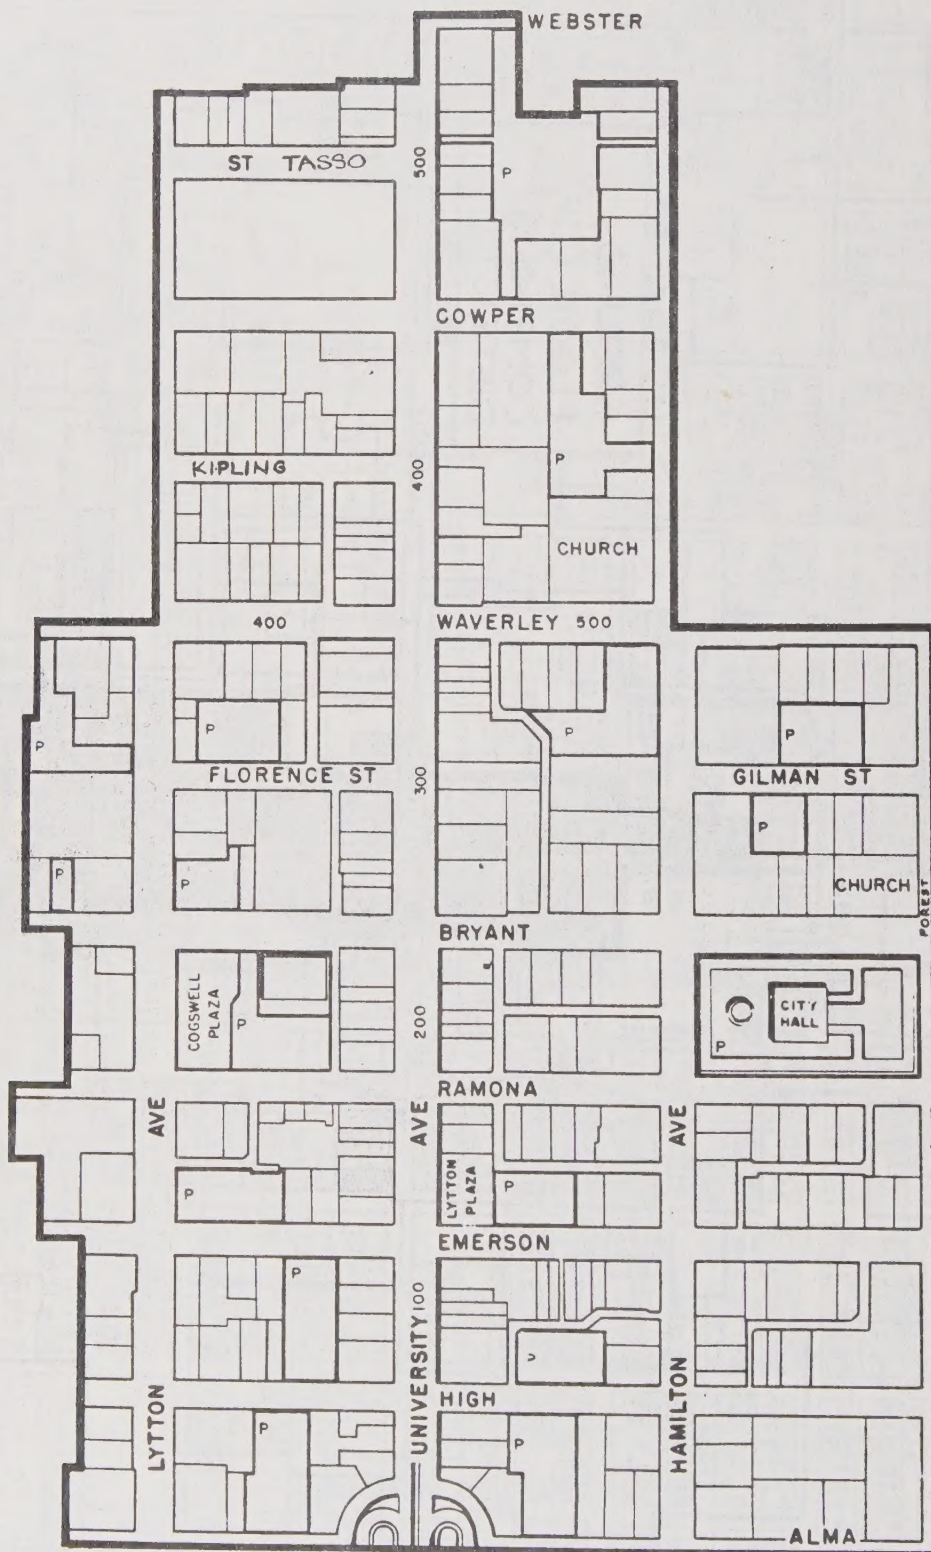 WEBSTER
ST TASSO
500
P
COWPER
KIPLING
400
P
CHURCH
400
WAVERLEY 500
P
P
P
P
FLORENCE ST
300
GILMAN ST
P
P
P
CHURCH
FOREST
BRYANT
COGSWELL
PLAZA
P
200
CITY
HALL
P
RAMONA
AVE
AVE
AVE
P
LYTTON
PLAZA
P
EMERSON
P
P
UNIVERSITY 100
LYTTON
HIGH
HAMILTON
P
P
ALMA